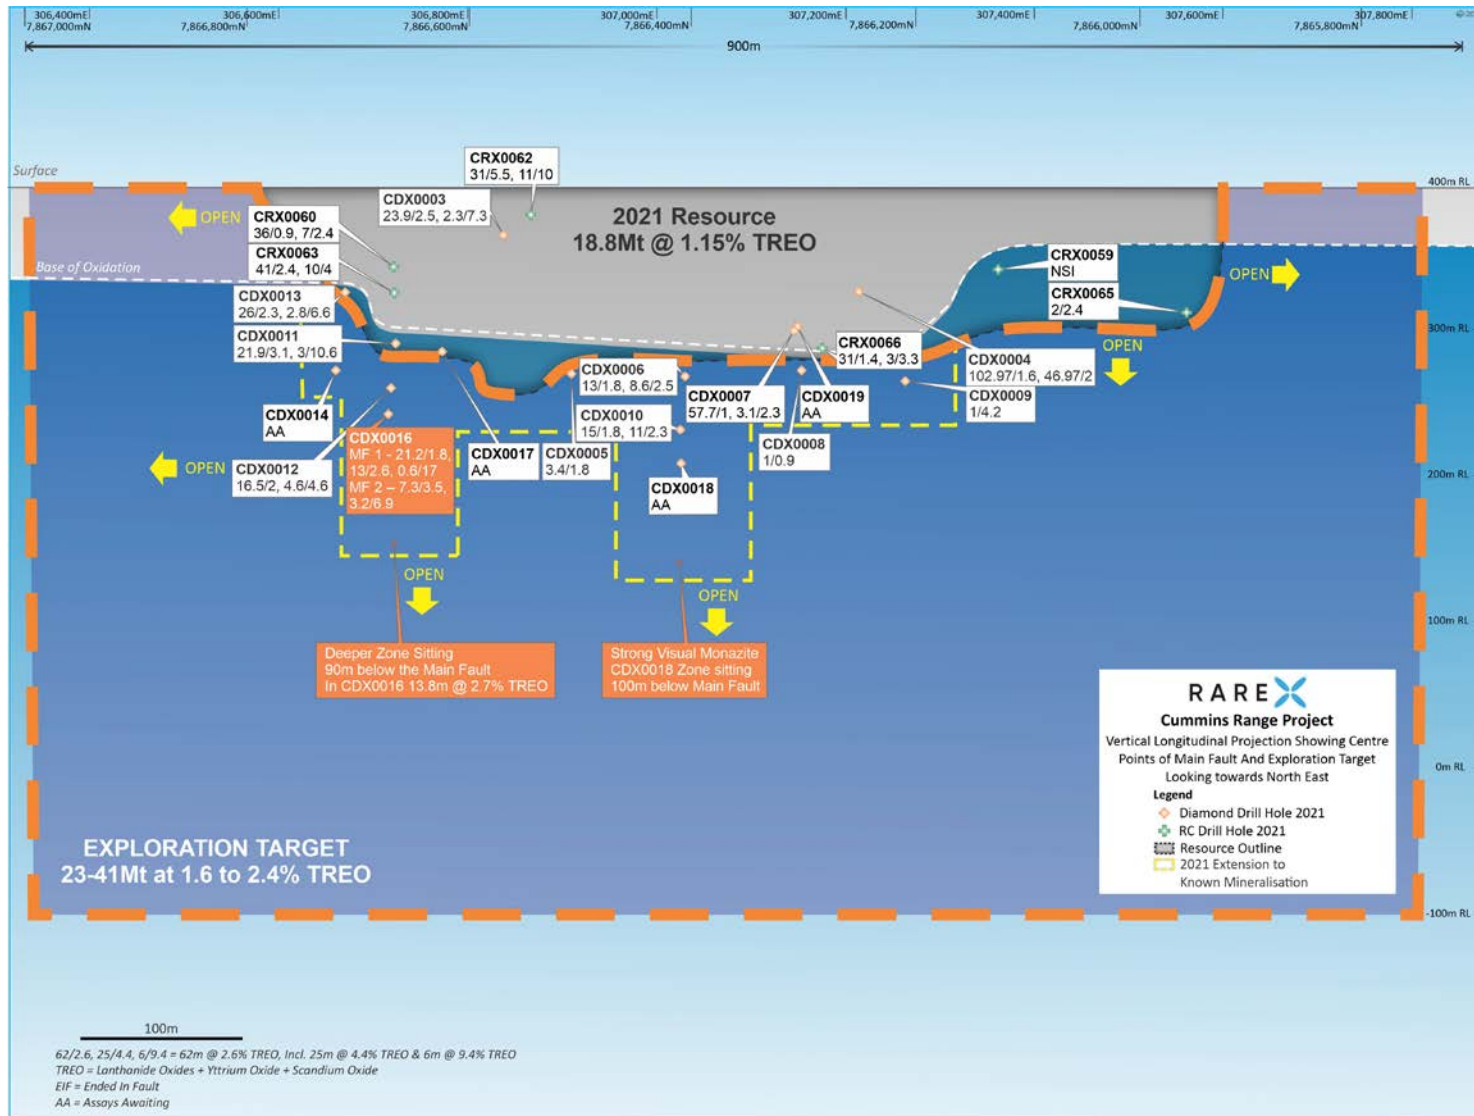 306,400mE 306,600mE 306,800mE 307,000mE 307,200mE 307,400mE 307,600mE 307,800mE
7,867,000mN 7,866,800mN 7,866,600mN 7,866,400mN 7,866,200mN 7,866,000mN 7,865,800mN
900m
Surface
400m RL
CRX0062
31/5.5, 11/10
CDX0003
23.9/2.5, 2.3/7.3
2021 Resource
18.8Mt @ 1.15% TREO
OPEN
CRX0060
36/0.9, 7/2.4
CRX0063
41/2.4, 10/4
Base of Oxidation
CRX0059
NSI
OPEN
CDX0013
26/2.3, 2.8/6.6
CRX0065
2/2.4
300m RL
CDX0011
21.9/3.1, 3/10.6
CRX0066
31/1.4, 3/3.3
OPEN
CDX0004
102.97/1.6, 46.97/2
CDX0006
13/1.8, 8.6/2.5
CDX0007
57.7/1, 3.1/2.3
CDX0019
AA
CDX0009
1/4.2
CDX0014
AA
CDX0010
15/1.8, 11/2.3
CDX0016
MF 1 - 21.2/1.8,
13/2.6, 0.6/17
MF 2 – 7.3/3.5,
3.2/6.9
CDX0008
1/0.9
OPEN
CDX0012
16.5/2, 4.6/4.6
CDX0017
AA
CDX0005
3.4/1.8
200m RL
CDX0018
AA
OPEN
OPEN
100m RL
Deeper Zone Sitting
90m below the Main Fault
In CDX0016 13.8m @ 2.7% TREO
Strong Visual Monazite
CDX0018 Zone sitting
100m below Main Fault
RAREX
Cummins Range Project
Vertical Longitudinal Projection Showing Centre
Points of Main Fault And Exploration Target
Looking towards North East
Legend
Diamond Drill Hole 2021
RC Drill Hole 2021
Resource Outline
2021 Extension to
Known Mineralisation
0m RL
EXPLORATION TARGET
23-41Mt at 1.6 to 2.4% TREO
-100m RL
100m
62/2.6, 25/4.4, 6/9.4 = 62m @ 2.6% TREO, Incl. 25m @ 4.4% TREO & 6m @ 9.4% TREO
TREO = Lanthanide Oxides + Yttrium Oxide + Scandium Oxide
EIF = Ended In Fault
AA = Assays Awaiting